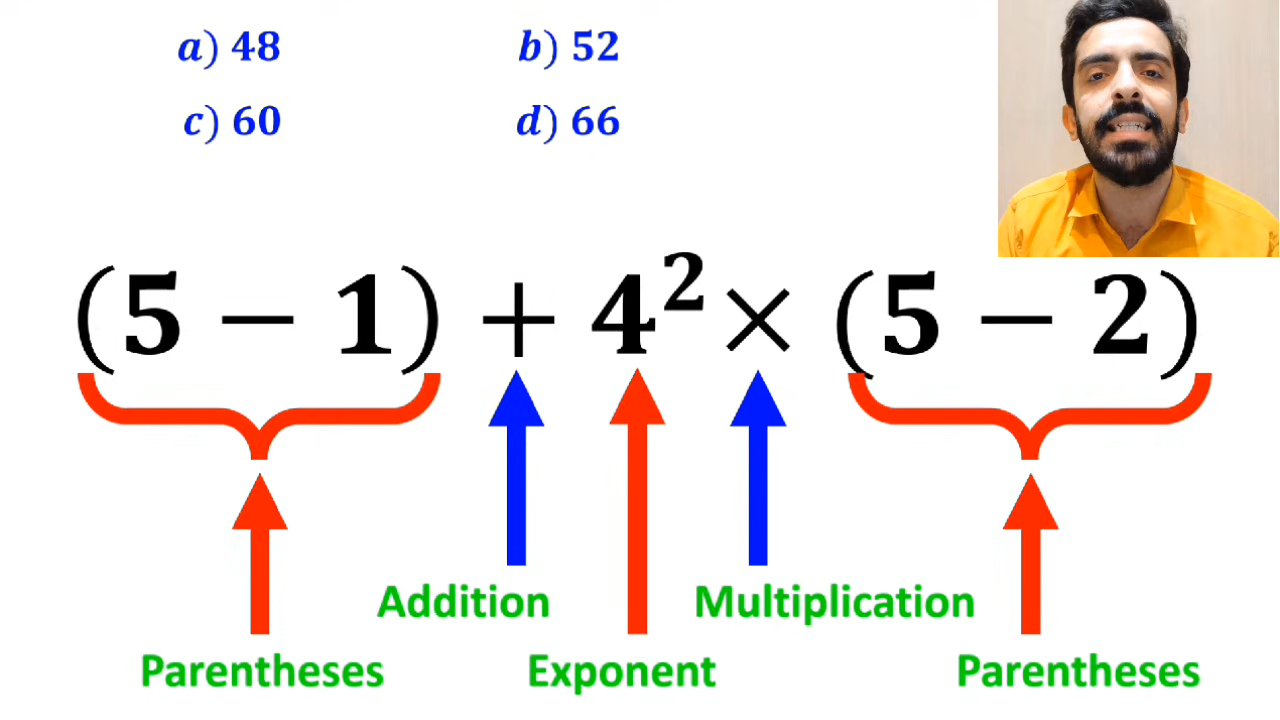 a) 48 b) 52
c) 60 d) 66
(5 − 1) + 4² × (5 − 2)
Addition Multiplication
Parentheses Exponent Parentheses